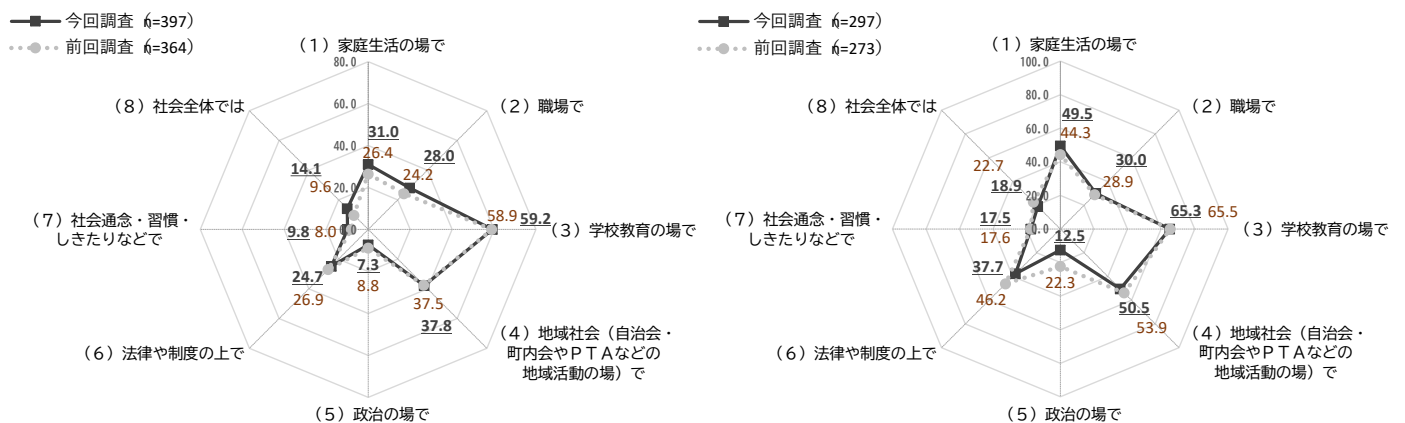 今回調査 (n=397)
前回調査 (n=364)
（１）家庭生活の場で
80.0
60.0
（８）社会全体では
（２）職場で
40.0
31.0
26.4
28.0
14.1
24.2
9.6
20.0
（７）社会通念・習慣・
しきたりなどで
9.8
8.0
0.0
58.9
59.2
（３）学校教育の場で
7.3
8.8
24.7
26.9
37.5
37.8
（４）地域社会（自治会・
町内会やＰＴＡなどの
地域活動の場）で
（６）法律や制度の上で
（５）政治の場で
今回調査 (n=297)
前回調査 (n=273)
（１）家庭生活の場で
100.0
80.0
（８）社会全体では
（２）職場で
60.0
49.5
44.3
40.0
30.0
22.7
28.9
18.9
20.0
（７）社会通念・習慣・
しきたりなどで
17.5
17.6
0.0
12.5
65.3
65.5
（３）学校教育の場で
37.7
22.3
46.2
50.5
53.9
（４）地域社会（自治会・
町内会やＰＴＡなどの
地域活動の場）で
（６）法律や制度の上で
（５）政治の場で